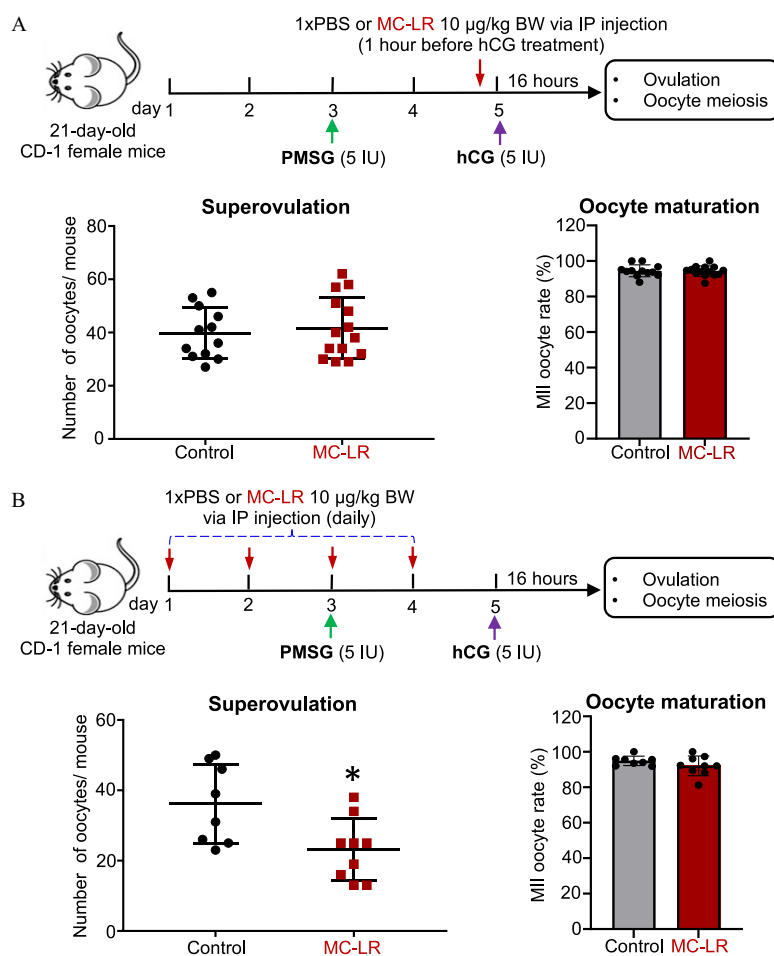 A
1xPBS or MC-LR 10 µg/kg BW via IP injection
(1 hour before hCG treatment)
16 hours
• Ovulation
• Oocyte meiosis
day 1 2 3 4 5
21-day-old
CD-1 female mice
PMSG (5 IU)
hCG (5 IU)
Superovulation
Number of oocytes/ mouse
80
60
40
20
0
Control
MC-LR
Oocyte maturation
MII oocyte rate (%)
120
100
80
60
40
20
0
Control
MC-LR
B
1xPBS or MC-LR 10 µg/kg BW
via IP injection (daily)
16 hours
• Ovulation
• Oocyte meiosis
day 1 2 3 4 5
21-day-old
CD-1 female mice
PMSG (5 IU)
hCG (5 IU)
Superovulation
Number of oocytes/ mouse
60
40
20
0
*
Control
MC-LR
Oocyte maturation
MII oocyte rate (%)
120
100
80
60
40
20
0
Control
MC-LR